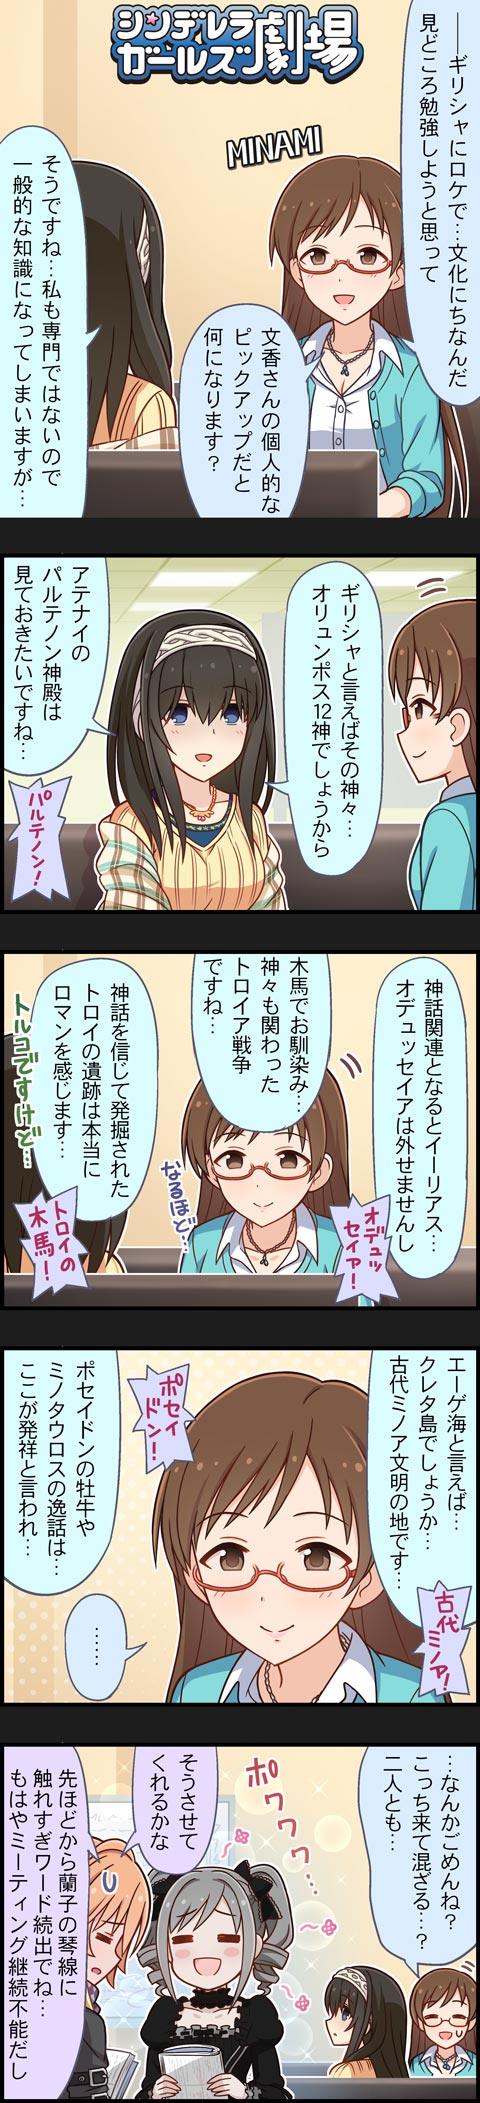 シンデレラ
ガールズ劇場
MINAMI
――ギリシャにロケで…文化にちなんだ
見どころ勉強しようと思って
文香さんの個人的な
ピックアップだと
何になります？
そうですね…私も専門ではないので
一般的な知識になってしまいますが…
ギリシャと言えばその神々…
オリュンポス12神でしょうから
アテナイの
パルテノン神殿は
見ておきたいですね…
パルテノン！
神話関連となるとイーリアス…
オデュッセイアは外せませんし
オデュッ
セイア！
木馬でお馴染み…
神々も関わった
トロイア戦争
ですね…
なるほど…
神話を信じて発掘された
トロイの遺跡は本当に
ロマンを感じます…
トロイの
木馬！
トルコですけど…
エーゲ海と言えば…
クレタ島でしょうか…
古代ミノア文明の地です…
古代
ミノア！
ポセイ
ドン！
ポセイドンの牡牛や
ミノタウロスの逸話は…
ここが発祥と言われ…
……
…なんかごめんね？
こっち来て混ざる…？
二人とも…
ポワワワ…
そうさせて
くれるかな
先ほどから蘭子の琴線に
触れすぎワード続出でね…
もはやミーティング継続不能だし